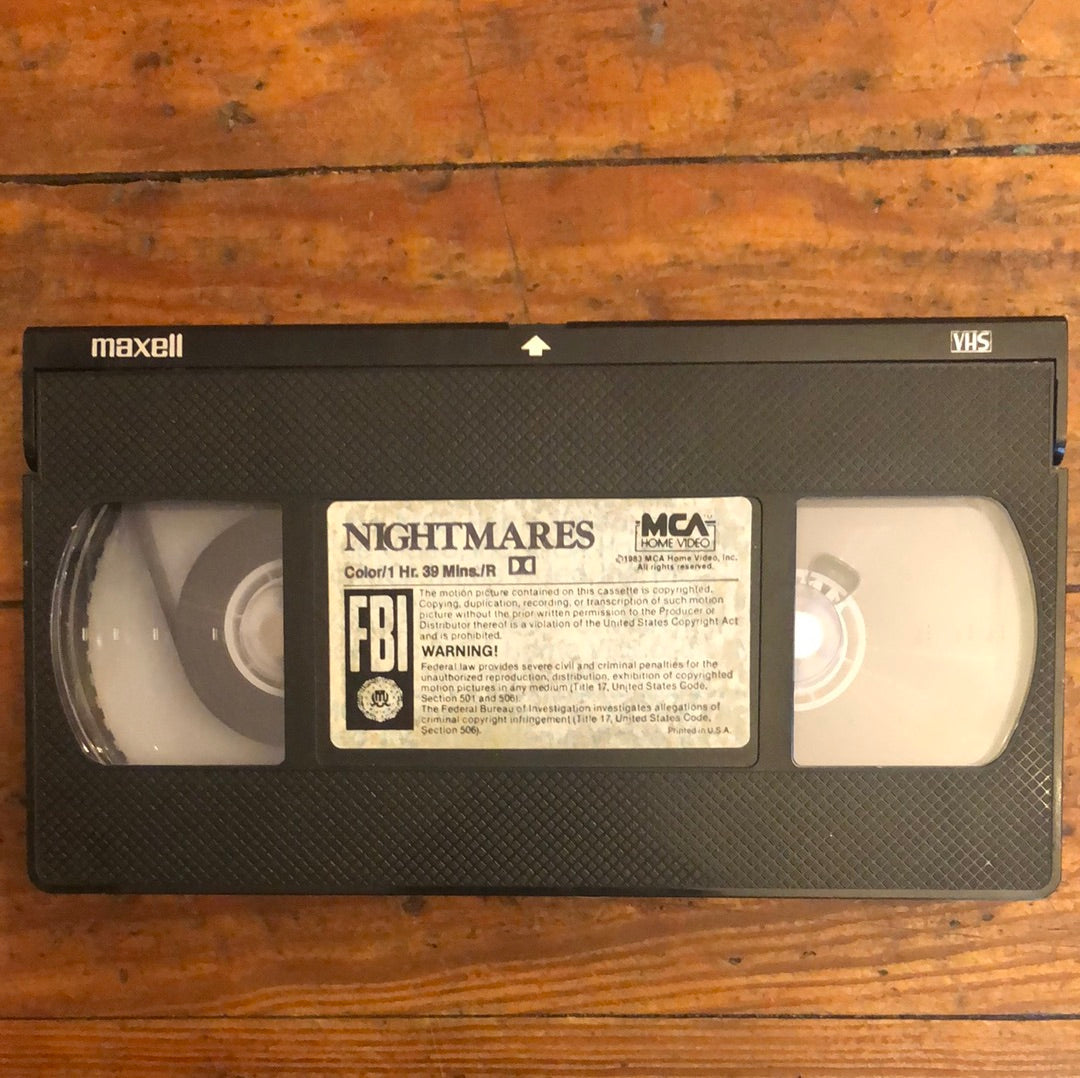 maxell
VHS
NIGHTMARES
MCA
HOME VIDEO
Color/1 Hr. 39 Mins./R
©1983 MCA Home Video, Inc.
All rights reserved.
FBI
The motion picture contained on this cassette is copyrighted.
Copying, duplication, recording, or transcription of such motion
picture without the prior written permission to the Producer or
Distributor thereof is a violation of the United States Copyright Act
and is prohibited.
WARNING!
Federal law provides severe civil and criminal penalties for the
unauthorized reproduction, distribution, exhibition of copyrighted
motion pictures in any medium (Title 17, United States Code,
Section 501 and 506).
The Federal Bureau of Investigation investigates allegations of
criminal copyright infringement (Title 17, United States Code,
Section 506).
Printed in U.S.A.